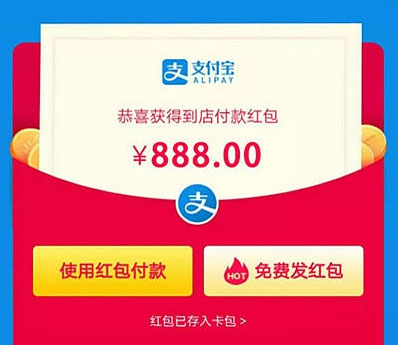 支付宝
ALIPAY
恭喜获得到店付款红包
¥888.00
支
使用红包付款
HOT 免费发红包
红包已存入卡包 >